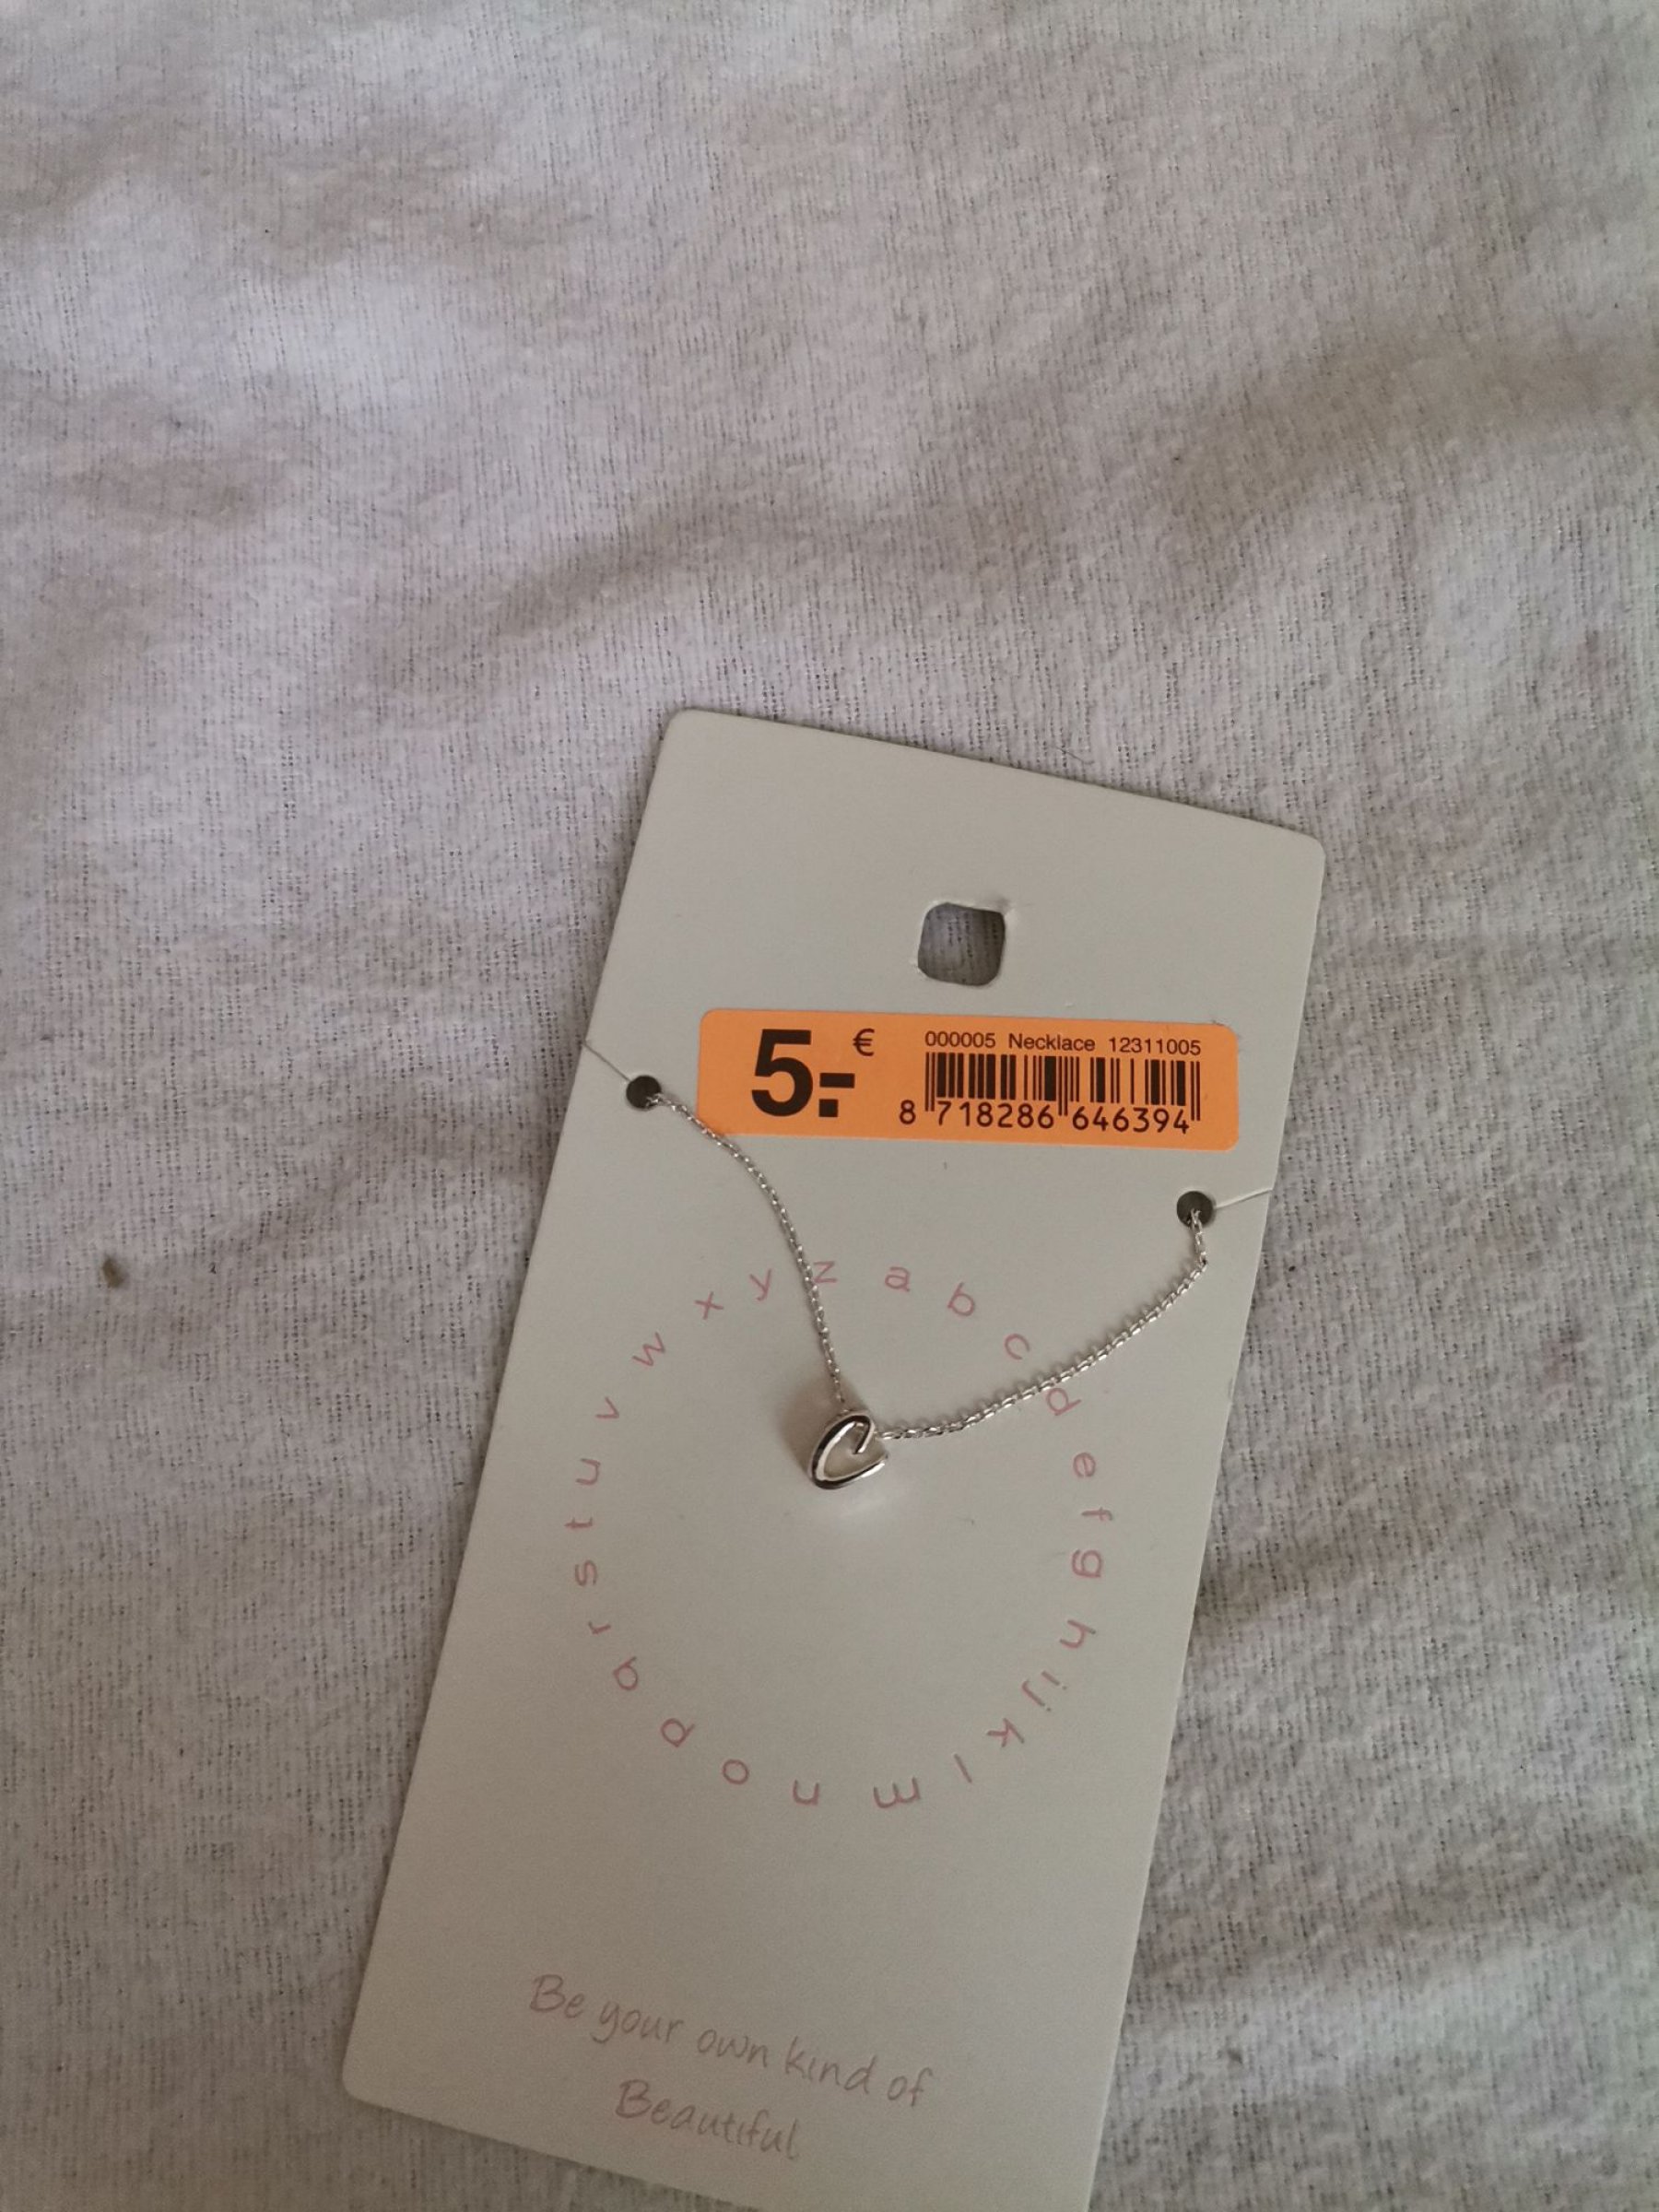 5.- €
000005 Necklace 12311005
8 718286 646394
a b c d e f g h i j k l m n o p q r s t u v w x y z
Be your own kind of
Beautiful